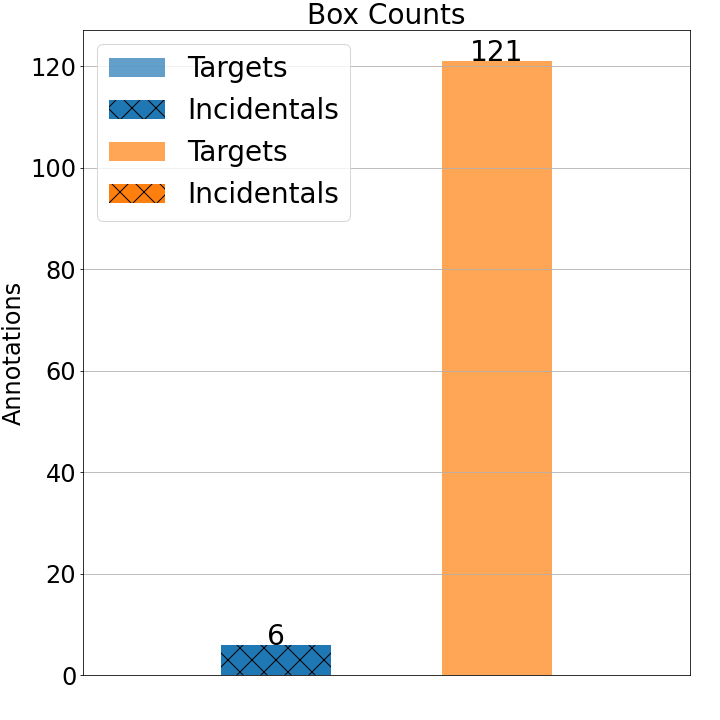 Box Counts
Annotations
120
100
80
60
40
20
0
Targets
Incidentals
Targets
Incidentals
121
6